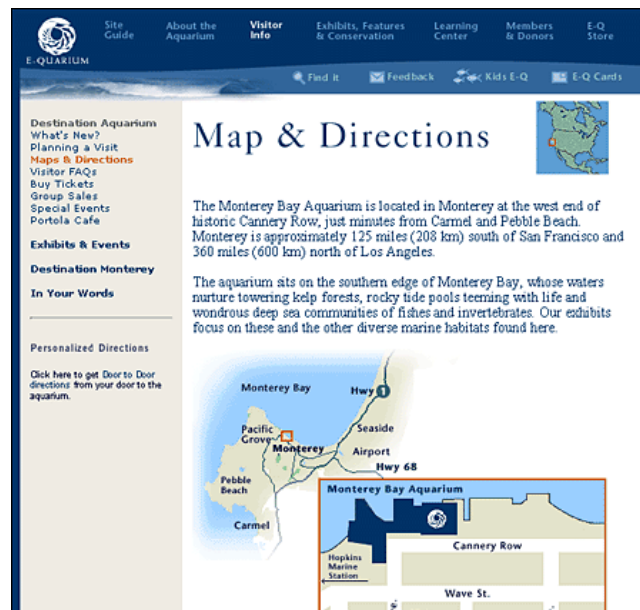 Site Guide
About the Aquarium
Visitor Info
Exhibits, Features & Conservation
Learning Center
Members & Donors
E-Q Store
E-QUARIUM
Find it
Feedback
Kids E-Q
E-Q Cards
Destination Aquarium
What's New?
Planning a Visit
Maps & Directions
Visitor FAQs
Buy Tickets
Group Sales
Special Events
Portola Cafe
Exhibits & Events
Destination Monterey
In Your Words
Personalized Directions
Click here to get Door to Door
directions from your door to the
aquarium.
Map & Directions
The Monterey Bay Aquarium is located in Monterey at the west end of
historic Cannery Row, just minutes from Carmel and Pebble Beach.
Monterey is approximately 125 miles (208 km) south of San Francisco and
360 miles (600 km) north of Los Angeles.
The aquarium sits on the southern edge of Monterey Bay, whose waters
nurture towering kelp forests, rocky tide pools teeming with life and
wondrous deep sea communities of fishes and invertebrates. Our exhibits
focus on these and the other diverse marine habitats found here.
Monterey Bay
Hwy 1
Pacific
Grove
Seaside
Monterey
Airport
Hwy 68
Pebble
Beach
Carmel
Monterey Bay Aquarium
Cannery Row
Hopkins
Marine
Station
Wave St.